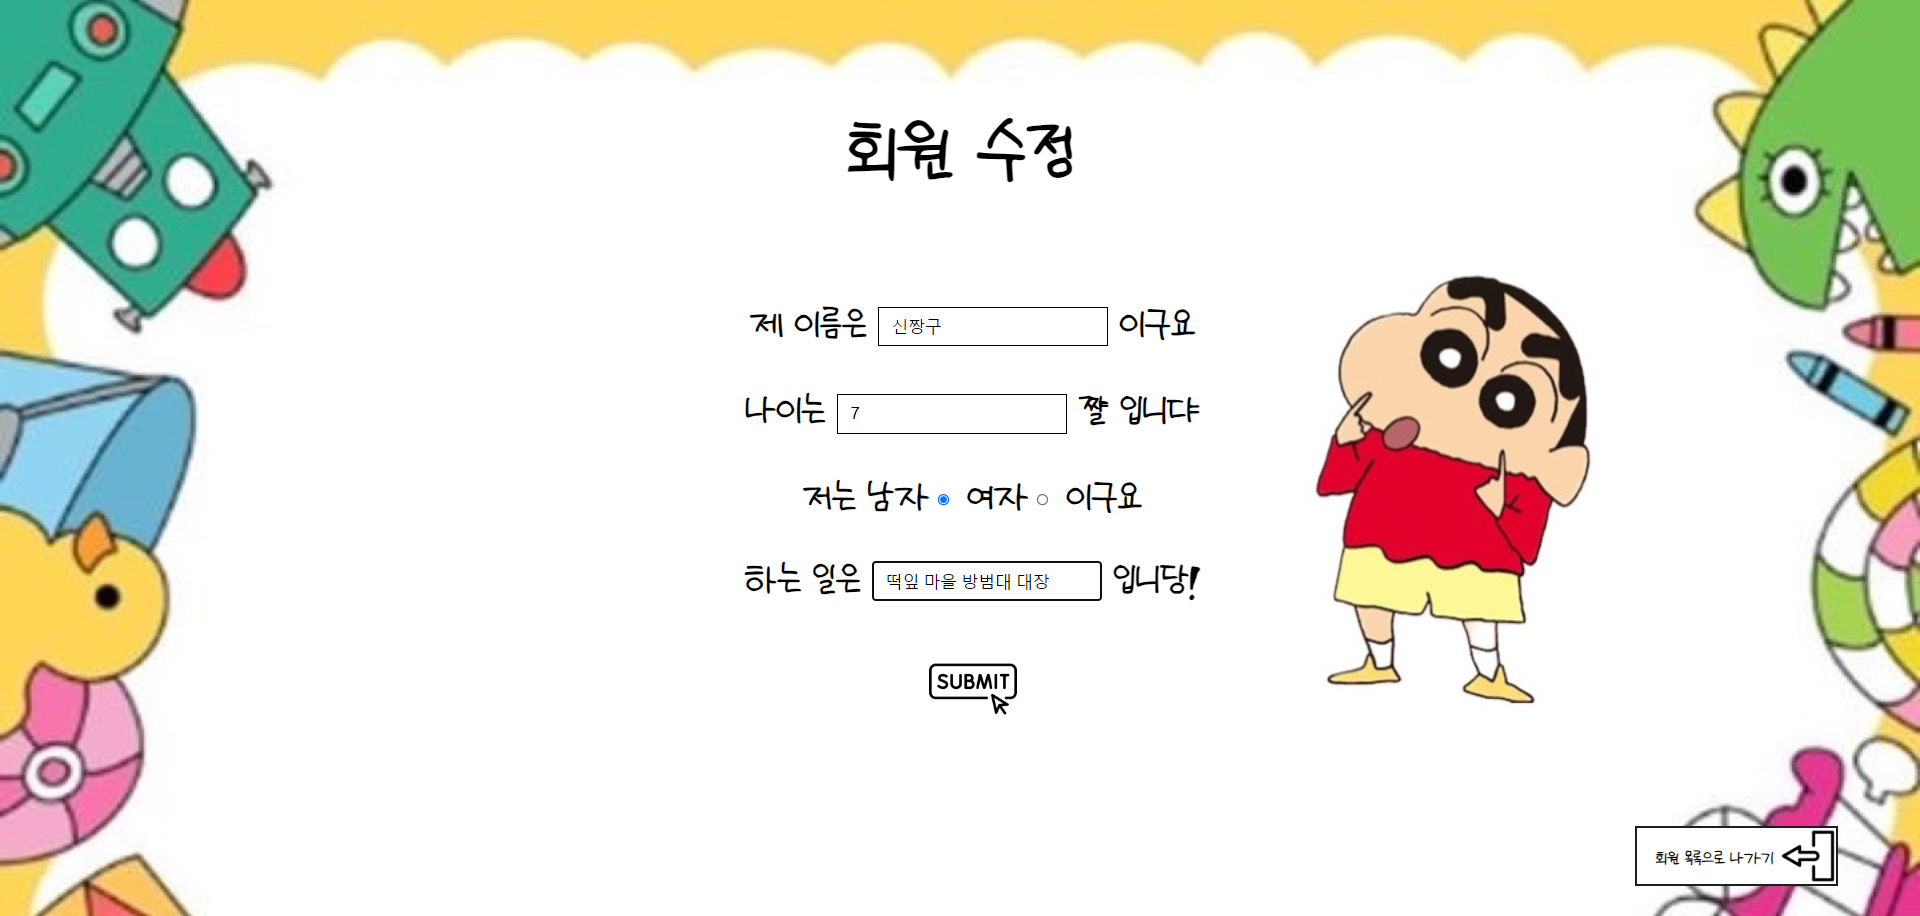 회원 수정
제 이름은 신짱구 이구요
나이는 7 짤 입니댜
저는 남자 여자 이구요
하는 일은 떡잎 마을 방범대 대장 입니당!
SUBMIT
회원 목록으로 나가기